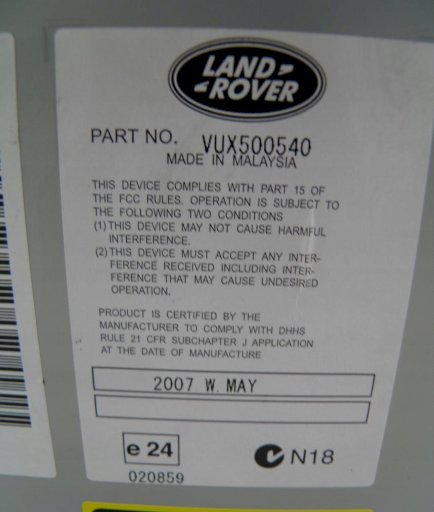 LAND-
-ROVER
PART NO. VUX500540
MADE IN MALAYSIA
THIS DEVICE COMPLIES WITH PART 15 OF
THE FCC RULES. OPERATION IS SUBJECT TO
THE FOLLOWING TWO CONDITIONS
(1) THIS DEVICE MAY NOT CAUSE HARMFUL
INTERFERENCE.
(2) THIS DEVICE MUST ACCEPT ANY INTER-
FERENCE RECEIVED INCLUDING INTER-
FERENCE THAT MAY CAUSE UNDESIRED
OPERATION.
PRODUCT IS CERTIFIED BY THE
MANUFACTURER TO COMPLY WITH DHHS
RULE 21 CFR SUBCHAPTER J APPLICATION
AT THE DATE OF MANUFACTURE
2007 W. MAY
e 24
020859
N18